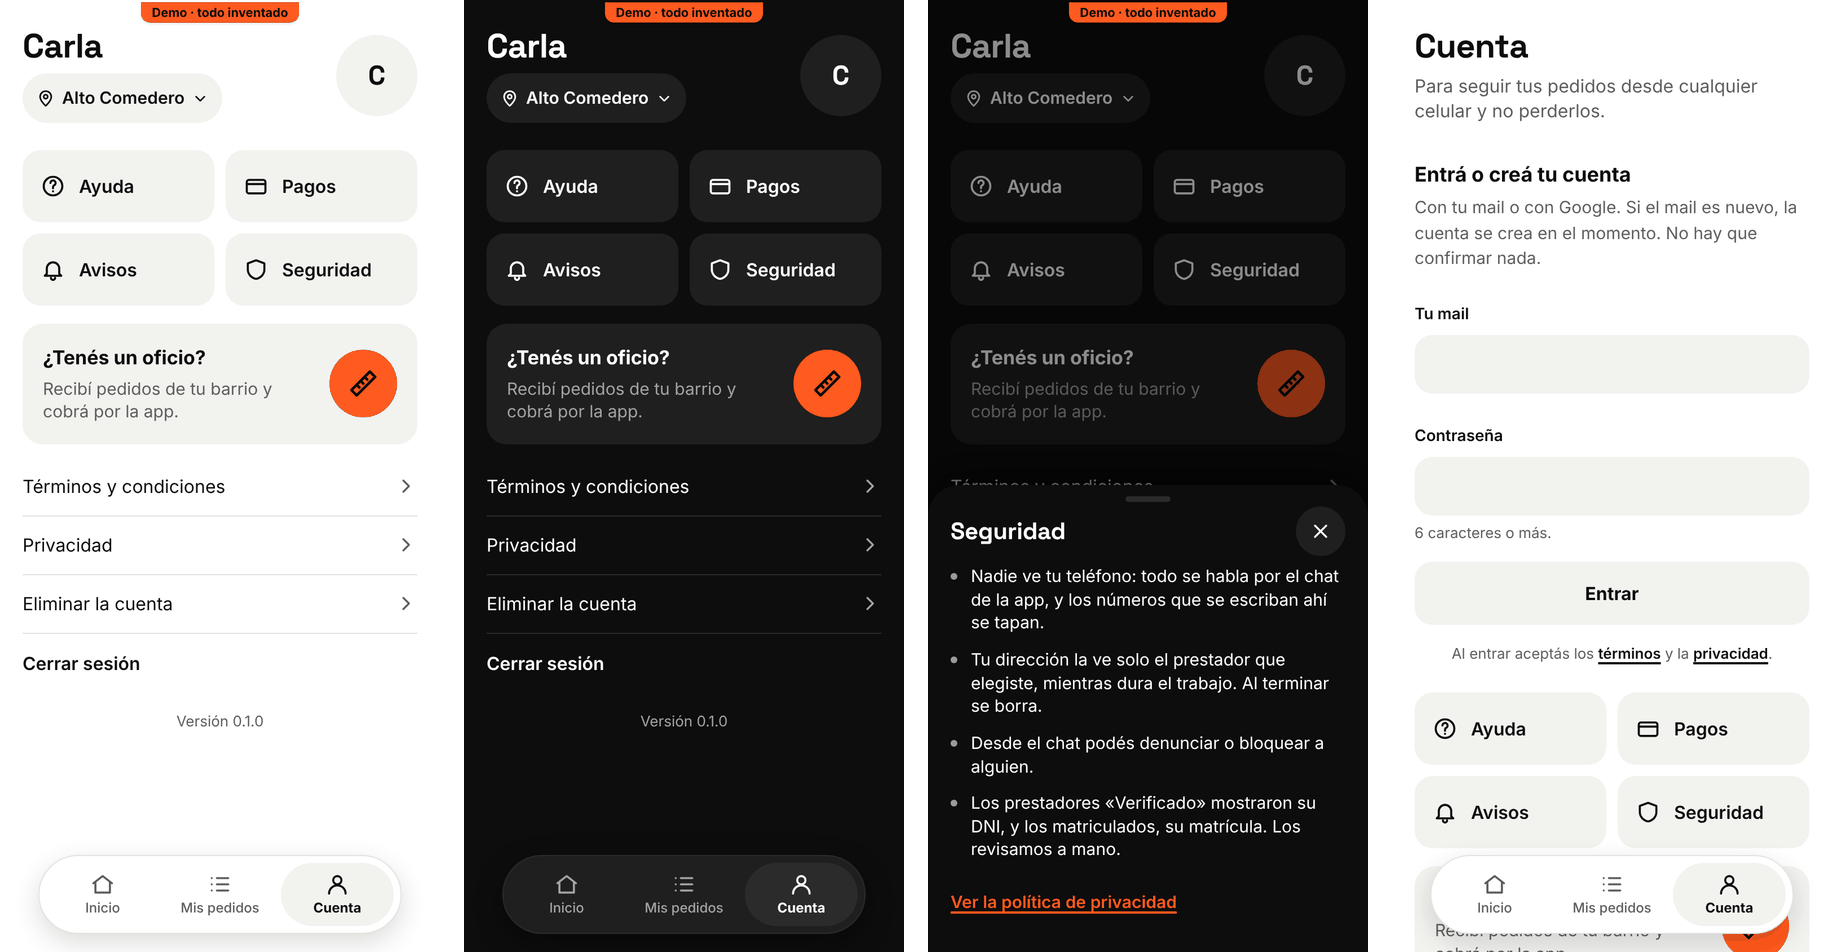 Demo · todo inventado
Carla
C
Alto Comedero
Ayuda
Pagos
Avisos
Seguridad
¿Tenés un oficio?
Recibí pedidos de tu barrio y
cobrá por la app.
Términos y condiciones
Privacidad
Eliminar la cuenta
Cerrar sesión
Versión 0.1.0
Inicio
Mis pedidos
Cuenta
Demo · todo inventado
Carla
C
Alto Comedero
Ayuda
Pagos
Avisos
Seguridad
¿Tenés un oficio?
Recibí pedidos de tu barrio y
cobrá por la app.
Términos y condiciones
Privacidad
Eliminar la cuenta
Cerrar sesión
Versión 0.1.0
Inicio
Mis pedidos
Cuenta
Demo · todo inventado
Carla
C
Alto Comedero
Ayuda
Pagos
Avisos
Seguridad
¿Tenés un oficio?
Recibí pedidos de tu barrio y
cobrá por la app.
Términos y condiciones
Seguridad
Nadie ve tu teléfono: todo se habla por el chat
de la app, y los números que se escriban ahí
se tapan.
Tu dirección la ve solo el prestador que
elegiste, mientras dura el trabajo. Al terminar
se borra.
Desde el chat podés denunciar o bloquear a
alguien.
Los prestadores «Verificado» mostraron su
DNI, y los matriculados, su matrícula. Los
revisamos a mano.
Ver la política de privacidad
Cuenta
Para seguir tus pedidos desde cualquier
celular y no perderlos.
Entrá o creá tu cuenta
Con tu mail o con Google. Si el mail es nuevo, la
cuenta se crea en el momento. No hay que
confirmar nada.
Tu mail
Contraseña
6 caracteres o más.
Entrar
Al entrar aceptás los términos y la privacidad.
Ayuda
Pagos
Avisos
Seguridad
Inicio
Mis pedidos
Cuenta
Recibí pedidos de tu barrio y
cobrá por la app.